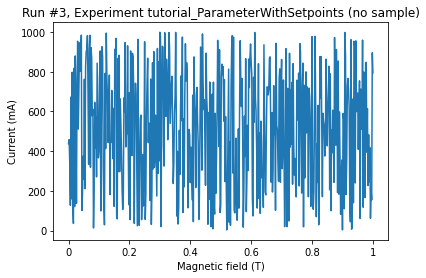 Run #3, Experiment tutorial_ParameterWithSetpoints (no sample)
1000
800
600
400
200
0
Current (mA)
0 0.2 0.4 0.6 0.8 1
Magnetic field (T)